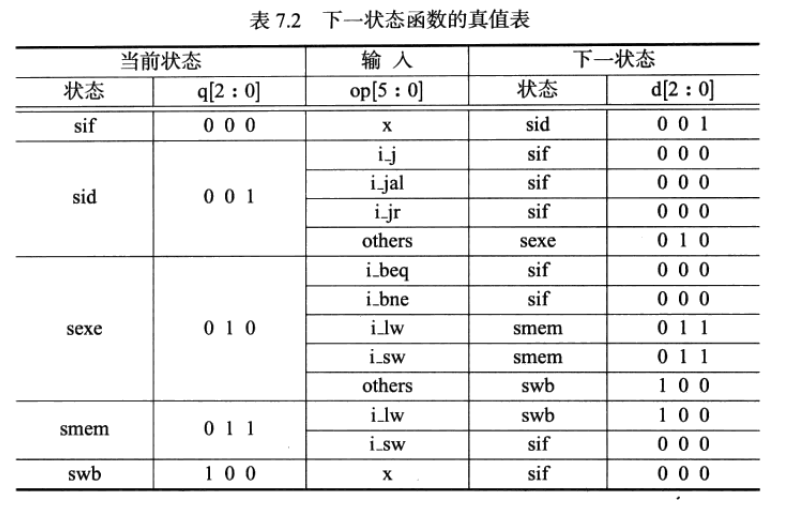 表 7.2 下一状态函数的真值表
当前状态 输 入 下一状态
状态 q[2:0] op[5:0] 状态 d[2:0]
sif 0 0 0 x sid 0 0 1
sid 0 0 1 i_j sif 0 0 0
i_jal sif 0 0 0
i_jr sif 0 0 0
others sexe 0 1 0
sexe 0 1 0 i_beq sif 0 0 0
i_bne sif 0 0 0
i_lw smem 0 1 1
i_sw smem 0 1 1
others swb 1 0 0
smem 0 1 1 i_lw swb 1 0 0
i_sw sif 0 0 0
swb 1 0 0 x sif 0 0 0